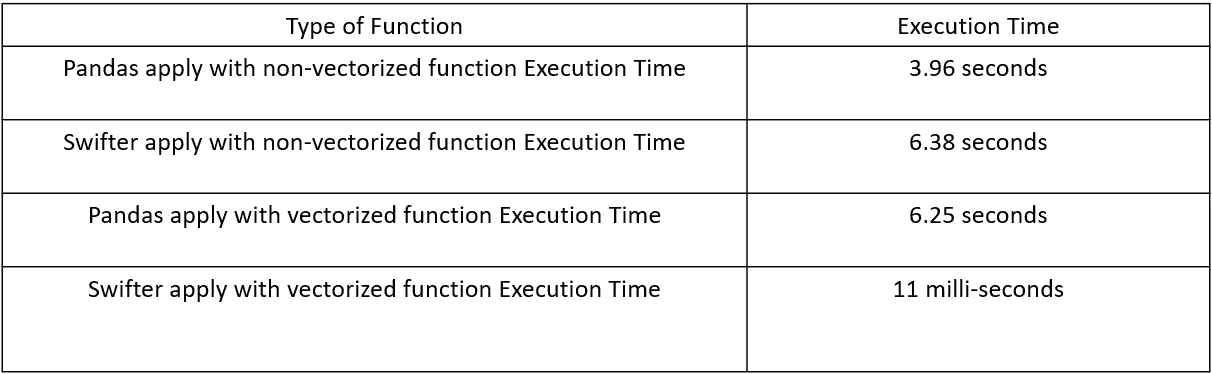 Type of Function Execution Time
Pandas apply with non-vectorized function Execution Time 3.96 seconds
Swifter apply with non-vectorized function Execution Time 6.38 seconds
Pandas apply with vectorized function Execution Time 6.25 seconds
Swifter apply with vectorized function Execution Time 11 milli-seconds